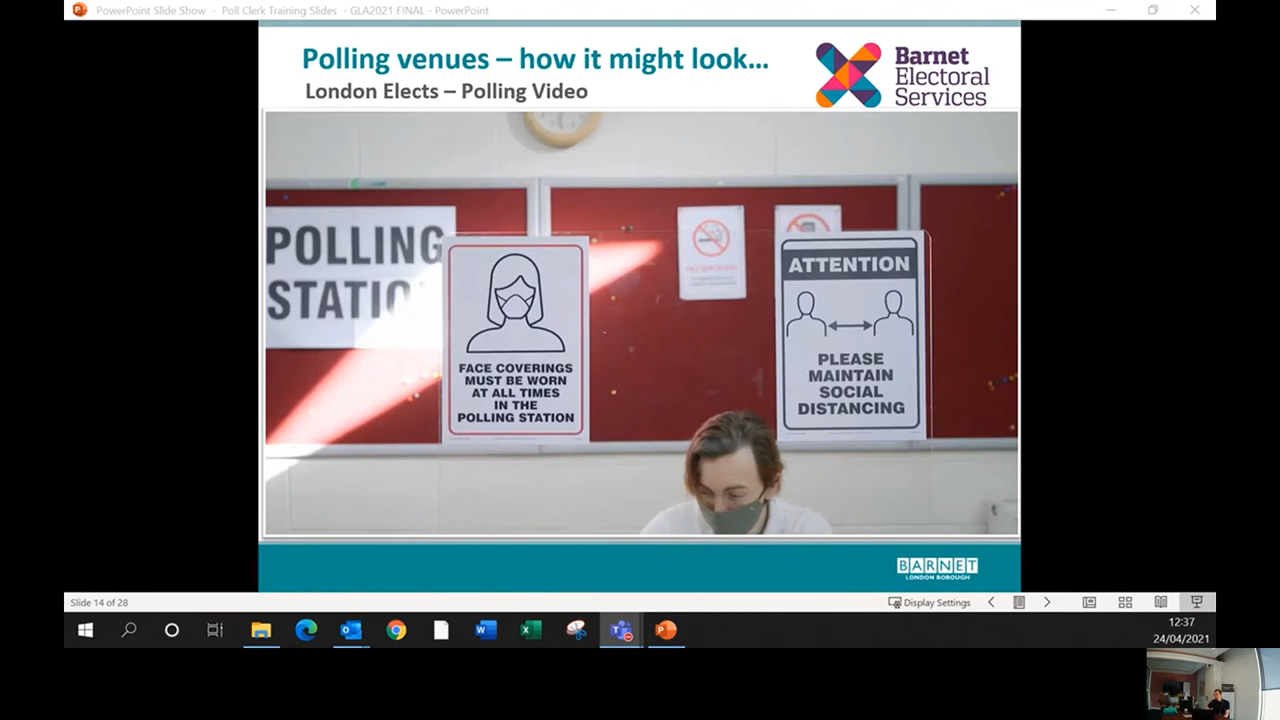 PowerPoint Slide Show - Poll Clerk Training Slides - GLA2021 FINAL - PowerPoint
Polling venues – how it might look...
London Elects – Polling Video
Barnet
Electoral
Services
POLLING
STATIO
FACE COVERINGS
MUST BE WORN
AT ALL TIMES
IN THE
POLLING STATION
NO SMOKING
ATTENTION
PLEASE
MAINTAIN
SOCIAL
DISTANCING
BARNET
LONDON BOROUGH
Slide 14 of 28
Display Settings
12:37
24/04/2021